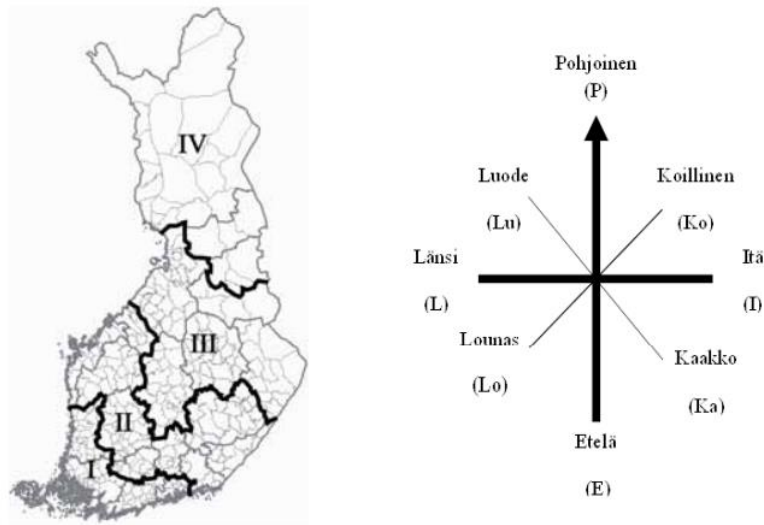 IV
III
II
I
Pohjoinen
(P)
Luode
(Lu)
Koillinen
(Ko)
Länsi
(L)
Itä
(I)
Lounas
(Lo)
Kaakko
(Ka)
Etelä
(E)